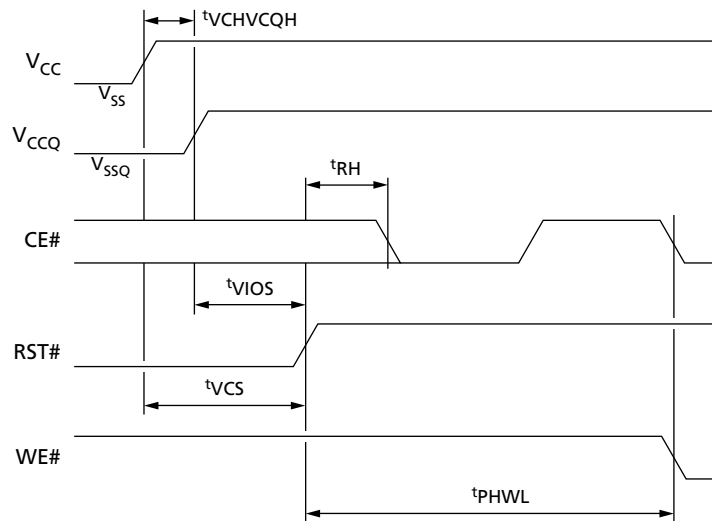 tVCHVCQH
VCC
VSS
VCCQ
VSSQ
tRH
CE#
tVIOS
RST#
tVCS
WE#
tPHWL